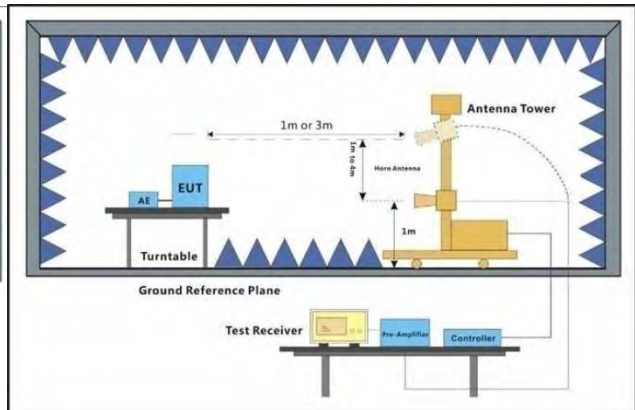 Antenna Tower
1m or 3m
1m to 4m
Horn Antenna
EUT
AE
1m
Turntable
Ground Reference Plane
Test Receiver
Pre-Amplifier
Controller